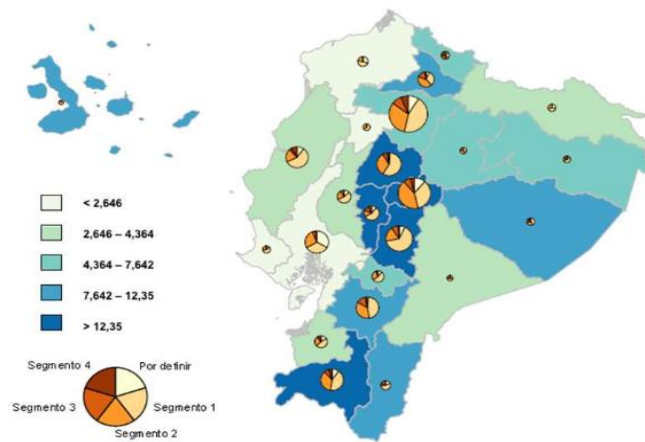 < 2,646
2,646 – 4,364
4,364 – 7,642
7,642 – 12,35
> 12,35
Segmento 4
Por definir
Segmento 3
Segmento 1
Segmento 2